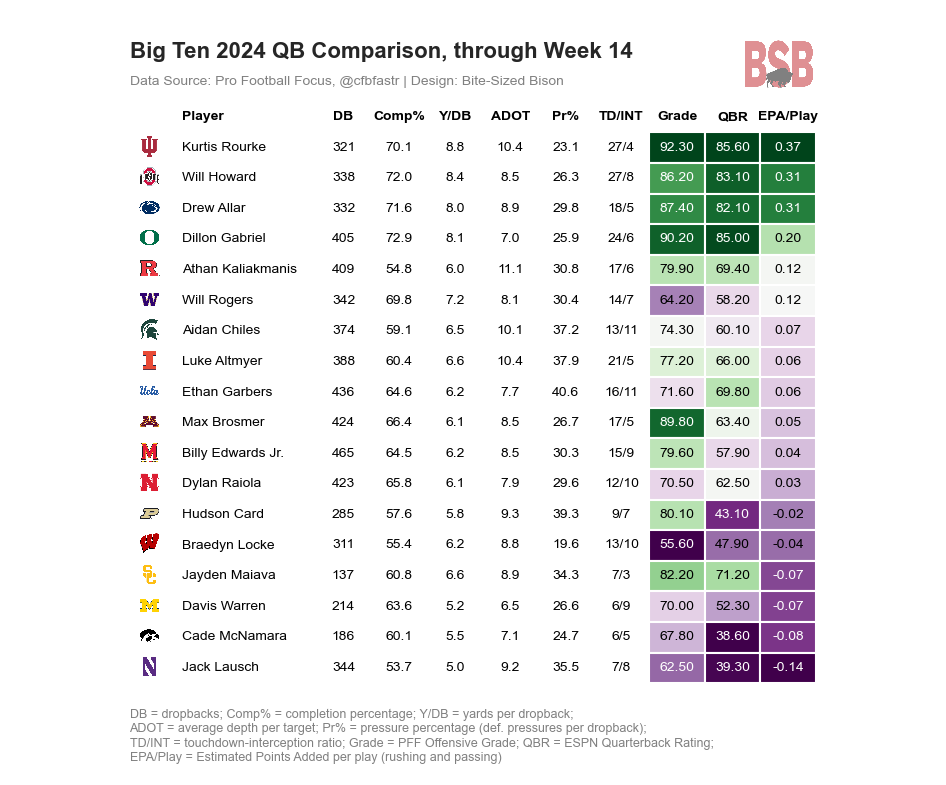 Big Ten 2024 QB Comparison, through Week 14
BSB
Data Source: Pro Football Focus, @cfbfastr | Design: Bite-Sized Bison
Player DB Comp% Y/DB ADOT Pr% TD/INT Grade QBR EPA/Play
Kurtis Rourke 321 70.1 8.8 10.4 23.1 27/4 92.30 85.60 0.37
Will Howard 338 72.0 8.4 8.5 26.3 27/8 86.20 83.10 0.31
Drew Allar 332 71.6 8.0 8.9 29.8 18/5 87.40 82.10 0.31
O Dillon Gabriel 405 72.9 8.1 7.0 25.9 24/6 90.20 85.00 0.20
R Athan Kaliakmanis 409 54.8 6.0 11.1 30.8 17/6 79.90 69.40 0.12
W Will Rogers 342 69.8 7.2 8.1 30.4 14/7 64.20 58.20 0.12
Aidan Chiles 374 59.1 6.5 10.1 37.2 13/11 74.30 60.10 0.07
I Luke Altmyer 388 60.4 6.6 10.4 37.9 21/5 77.20 66.00 0.06
Ucla Ethan Garbers 436 64.6 6.2 7.7 40.6 16/11 71.60 69.80 0.06
M Max Brosmer 424 66.4 6.1 8.5 26.7 17/5 89.80 63.40 0.05
M Billy Edwards Jr. 465 64.5 6.2 8.5 30.3 15/9 79.60 57.90 0.04
N Dylan Raiola 423 65.8 6.1 7.9 29.6 12/10 70.50 62.50 0.03
P Hudson Card 285 57.6 5.8 9.3 39.3 9/7 80.10 43.10 -0.02
W Braedyn Locke 311 55.4 6.2 8.8 19.6 13/10 55.60 47.90 -0.04
SC Jayden Maiava 137 60.8 6.6 8.9 34.3 7/3 82.20 71.20 -0.07
M Davis Warren 214 63.6 5.2 6.5 26.6 6/9 70.00 52.30 -0.07
Cade McNamara 186 60.1 5.5 7.1 24.7 6/5 67.80 38.60 -0.08
N Jack Lausch 344 53.7 5.0 9.2 35.5 7/8 62.50 39.30 -0.14
DB = dropbacks; Comp% = completion percentage; Y/DB = yards per dropback;
ADOT = average depth per target; Pr% = pressure percentage (def. pressures per dropback);
TD/INT = touchdown-interception ratio; Grade = PFF Offensive Grade; QBR = ESPN Quarterback Rating;
EPA/Play = Estimated Points Added per play (rushing and passing)